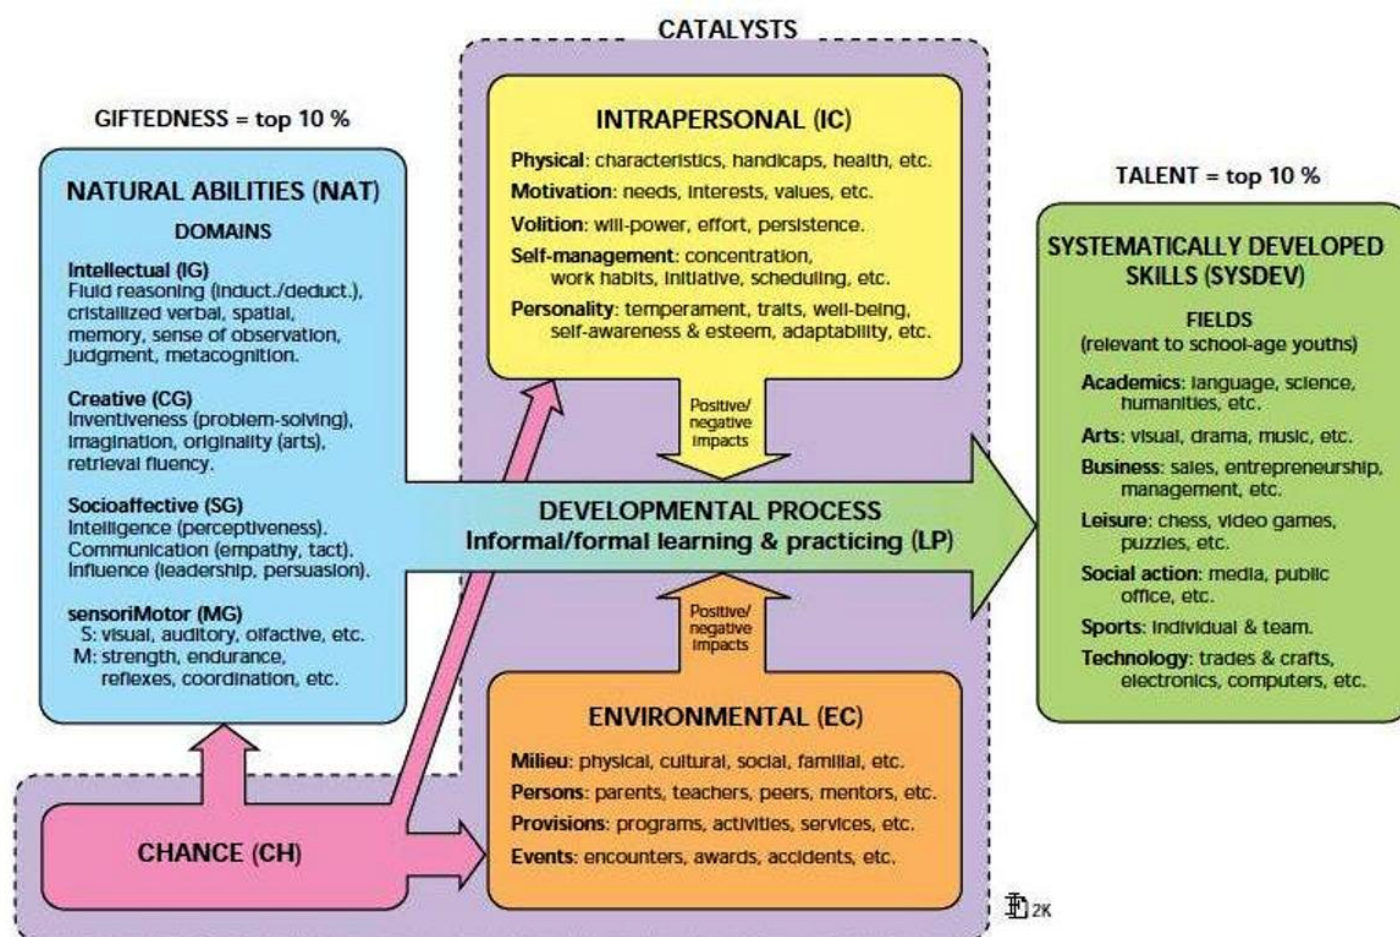 CATALYSTS
GIFTEDNESS = top 10 %
NATURAL ABILITIES (NAT)
DOMAINS
Intellectual (IG)
Fluid reasoning (induct./deduct.),
cristallized verbal, spatial,
memory, sense of observation,
judgment, metacognition.
Creative (CG)
Inventiveness (problem-solving),
imagination, originality (arts),
retrieval fluency.
Socioaffective (SG)
Intelligence (perceptiveness).
Communication (empathy, tact).
Influence (leadership, persuasion).
sensoriMotor (MG)
S: visual, auditory, olfactive, etc.
M: strength, endurance,
reflexes, coordination, etc.
CHANCE (CH)
INTRAPERSONAL (IC)
Physical: characteristics, handicaps, health, etc.
Motivation: needs, interests, values, etc.
Volition: will-power, effort, persistence.
Self-management: concentration,
work habits, initiative, scheduling, etc.
Personality: temperament, traits, well-being,
self-awareness & esteem, adaptability, etc.
Positive/
negative
impacts
DEVELOPMENTAL PROCESS
Informal/formal learning & practicing (LP)
Positive/
negative
impacts
ENVIRONMENTAL (EC)
Milieu: physical, cultural, social, familial, etc.
Persons: parents, teachers, peers, mentors, etc.
Provisions: programs, activities, services, etc.
Events: encounters, awards, accidents, etc.
TALENT = top 10 %
SYSTEMATICALLY DEVELOPED
SKILLS (SYSDEV)
FIELDS
(relevant to school-age youths)
Academics: language, science,
humanities, etc.
Arts: visual, drama, music, etc.
Business: sales, entrepreneurship,
management, etc.
Leisure: chess, video games,
puzzles, etc.
Social action: media, public
office, etc.
Sports: individual & team.
Technology: trades & crafts,
electronics, computers, etc.
2K